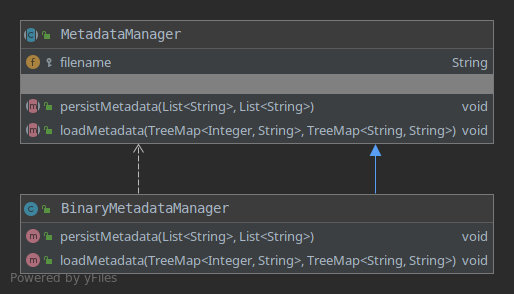 MetadataManager
filename String
persistMetadata(List<String>, List<String>) void
loadMetadata(TreeMap<Integer, String>, TreeMap<String, String>) void
BinaryMetadataManager
persistMetadata(List<String>, List<String>) void
loadMetadata(TreeMap<Integer, String>, TreeMap<String, String>) void
Powered by yFiles